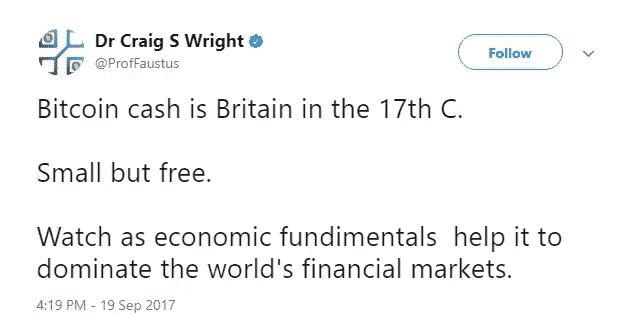 Dr Craig S Wright
@ProfFaustus
Follow
Bitcoin cash is Britain in the 17th C.
Small but free.
Watch as economic fundimentals  help it to
dominate the world's financial markets.
4:19 PM - 19 Sep 2017